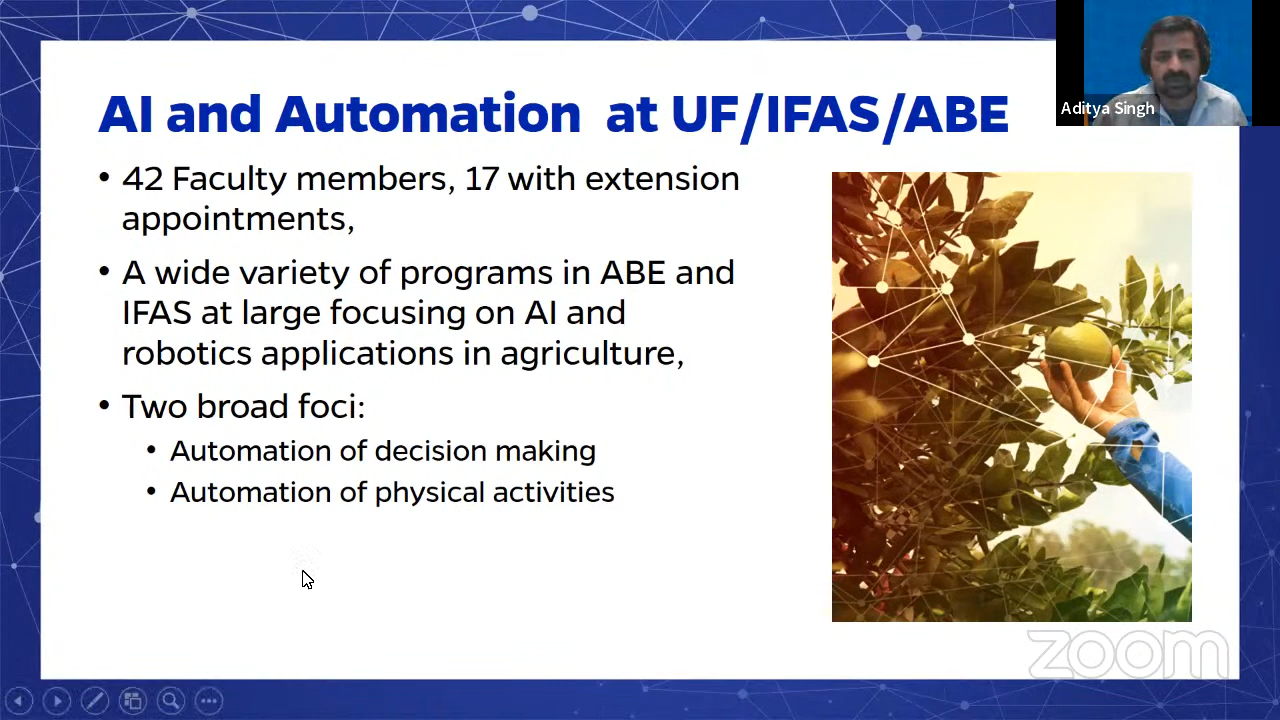 AI and Automation at UF/IFAS/ABE
Aditya Singh
• 42 Faculty members, 17 with extension
appointments,
• A wide variety of programs in ABE and
IFAS at large focusing on AI and
robotics applications in agriculture,
• Two broad foci:
• Automation of decision making
• Automation of physical activities
zoom